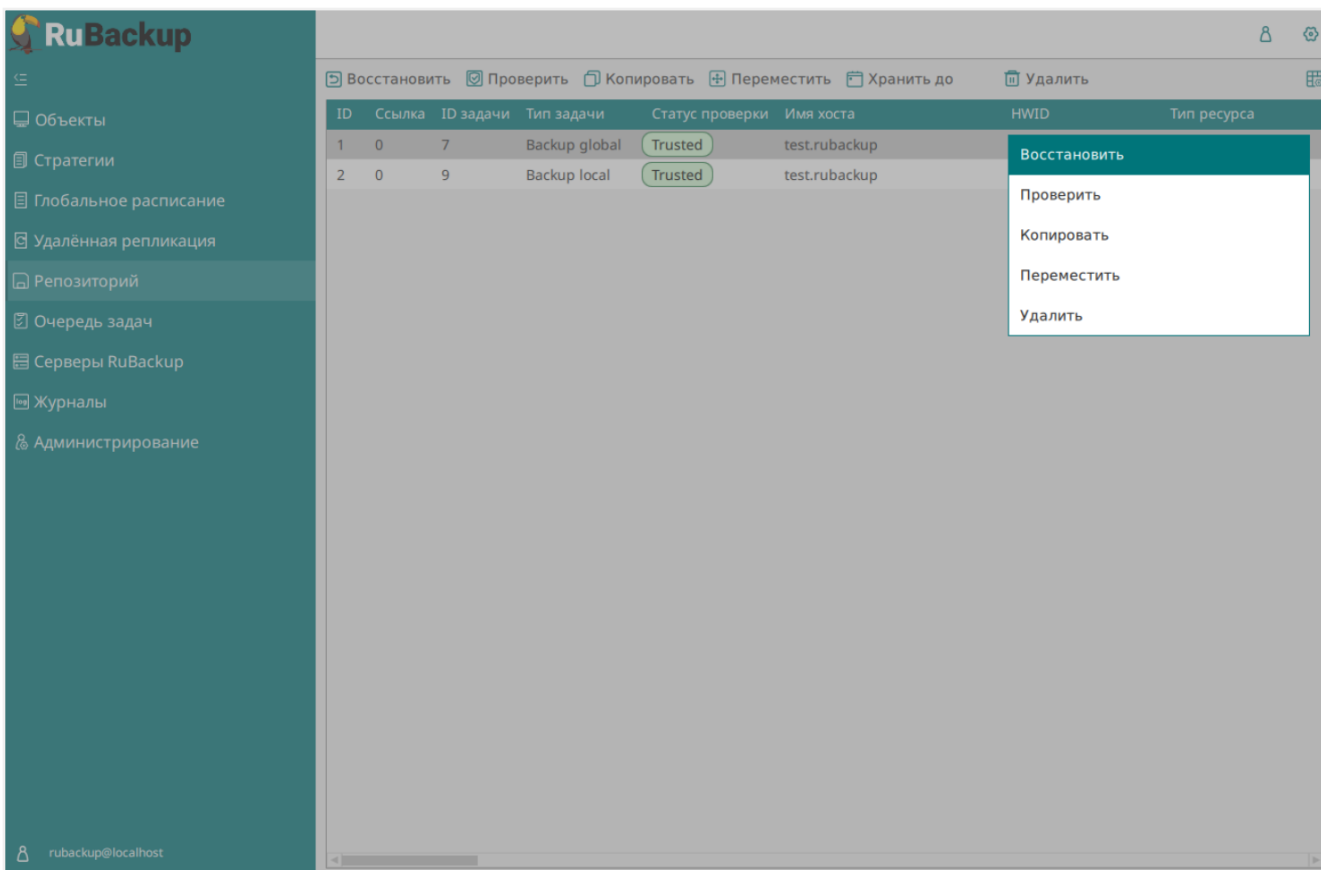 RuBackup
Восстановить Проверить Копировать Переместить Хранить до Удалить
Объекты
Стратегии
Глобальное расписание
Удалённая репликация
Репозиторий
Очередь задач
Серверы RuBackup
Журналы
Администрирование
rubackup@localhost
ID Ссылка ID задачи Тип задачи Статус проверки Имя хоста HWID Тип ресурса
1 0 7 Backup global Trusted test.rubackup
2 0 9 Backup local Trusted test.rubackup
Восстановить
Проверить
Копировать
Переместить
Удалить